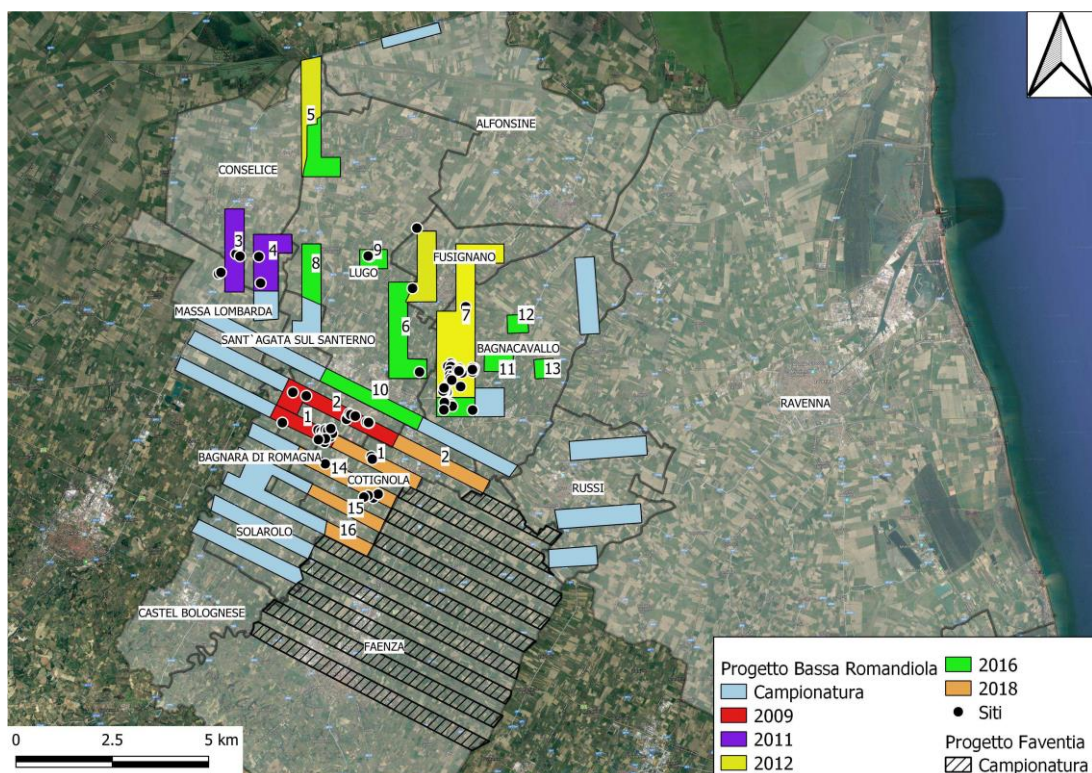 ALFONSINE
5
CONSELICE
3
4
9
FUSIGNANO
8
LUGO
MASSA LOMBARDA
7
6
12
SANT`AGATA SUL SANTERNO
BAGNACAVALLO
11
13
10
2
RAVENNA
1
1
2
BAGNARA DI ROMAGNA
14
COTIGNOLA
RUSSI
15
16
SOLAROLO
CASTEL BOLOGNESE
FAENZA
Progetto Bassa Romandiola
Campionatura
2009
2011
2012
2016
2018
Siti
Progetto Faventia
Campionatura
0 2.5 5 km